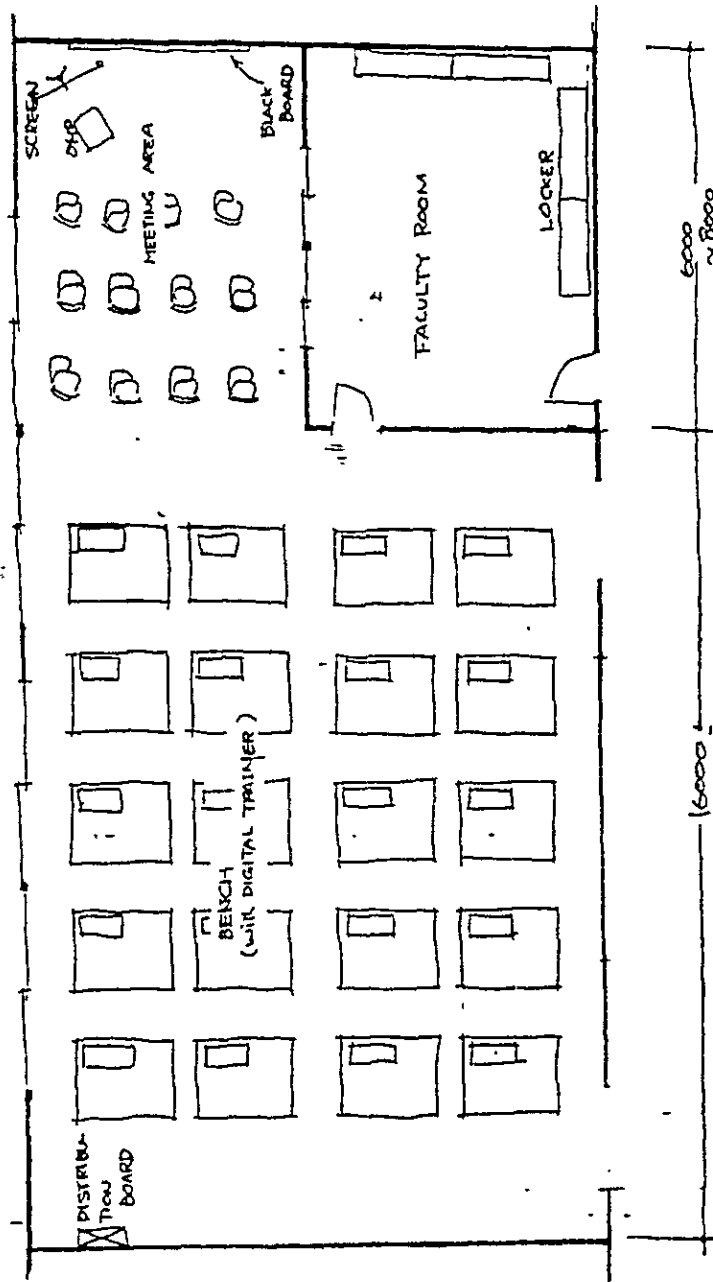 SCREEN
OHP
MEETING AREA
BLACK
BOARD
FACULTY ROOM
LOCKER
BENCH
(with DIGITAL TRAINER)
DISTRIBU-
TION
BOARD
6000
~ 8000
16000